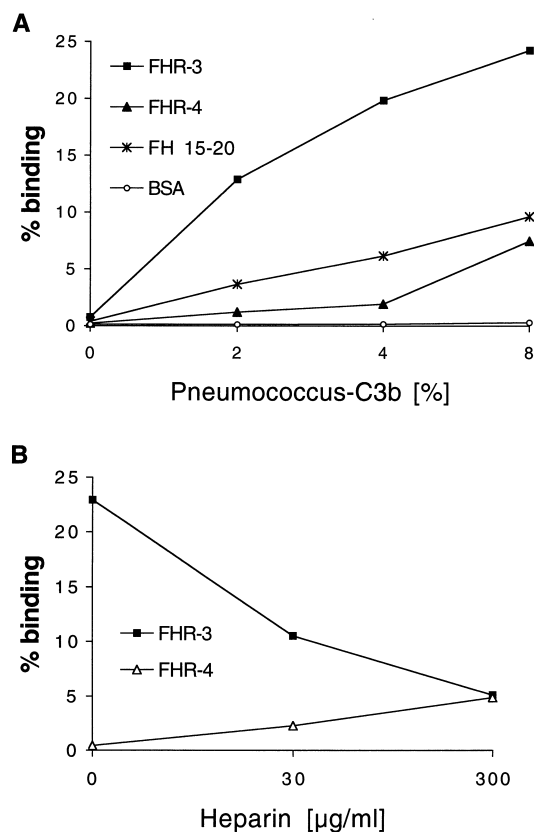 A
25
20
15
10
5
0
% binding
FHR-3
FHR-4
FH 15-20
BSA
0 2 4 8
Pneumococcus-C3b [%]
B
25
20
15
10
5
0
% binding
FHR-3
FHR-4
0 30 300
Heparin [µg/ml]